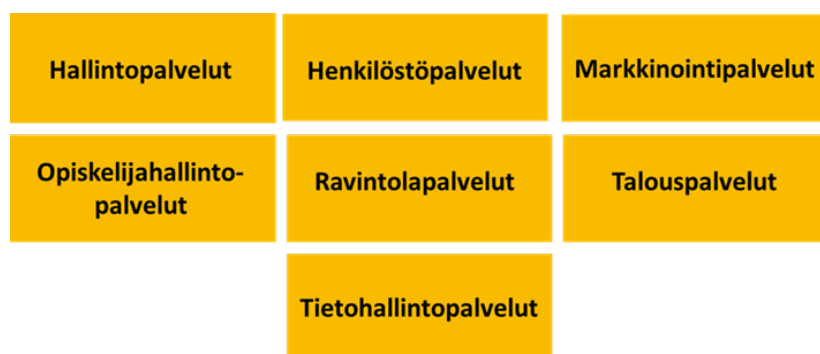 Hallintopalvelut
Henkilöstöpalvelut
Markkinointipalvelut
Opiskelijahallinto-
palvelut
Ravintolapalvelut
Talouspalvelut
Tietohallintopalvelut